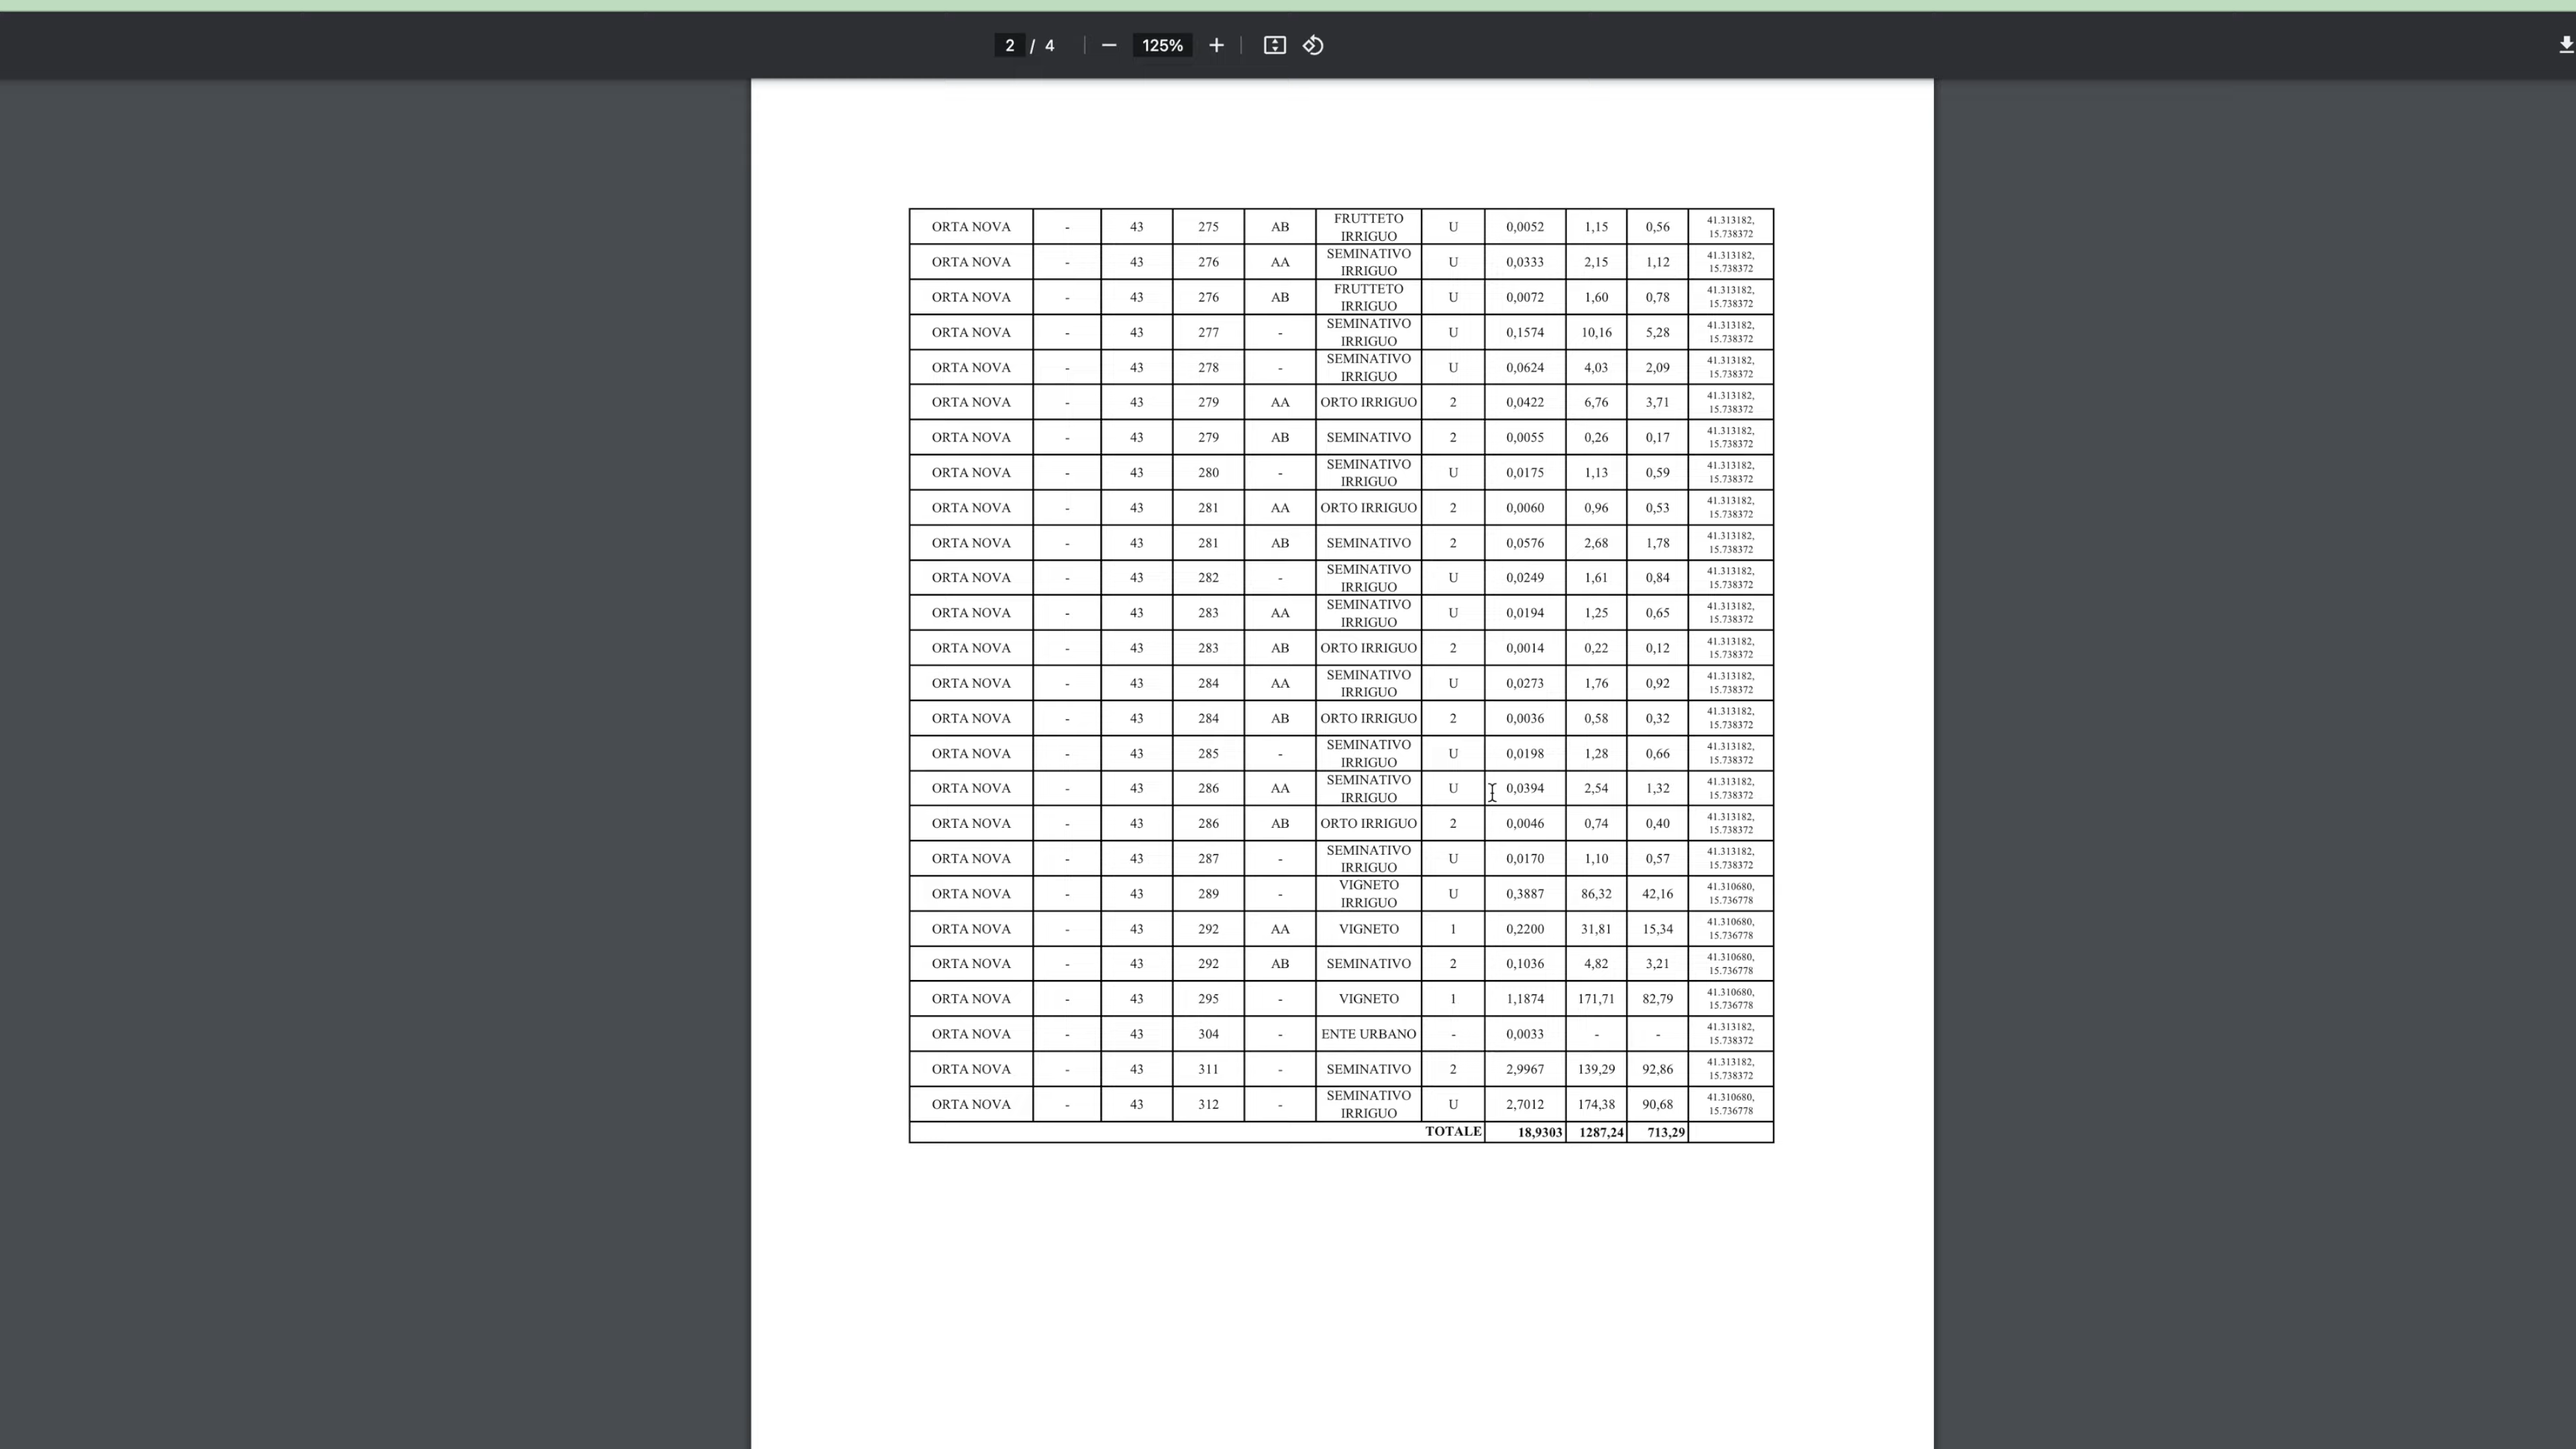 2 / 4 − 125% +
ORTA NOVA - 43 275 AB FRUTTETO IRRIGUO U 0,0052 1,15 0,56 41.313182, 15.738372
ORTA NOVA - 43 276 AA SEMINATIVO IRRIGUO U 0,0333 2,15 1,12 41.313182, 15.738372
ORTA NOVA - 43 276 AB FRUTTETO IRRIGUO U 0,0072 1,60 0,78 41.313182, 15.738372
ORTA NOVA - 43 277 - SEMINATIVO IRRIGUO U 0,1574 10,16 5,28 41.313182, 15.738372
ORTA NOVA - 43 278 - SEMINATIVO IRRIGUO U 0,0624 4,03 2,09 41.313182, 15.738372
ORTA NOVA - 43 279 AA ORTO IRRIGUO 2 0,0422 6,76 3,71 41.313182, 15.738372
ORTA NOVA - 43 279 AB SEMINATIVO 2 0,0055 0,26 0,17 41.313182, 15.738372
ORTA NOVA - 43 280 - SEMINATIVO IRRIGUO U 0,0175 1,13 0,59 41.313182, 15.738372
ORTA NOVA - 43 281 AA ORTO IRRIGUO 2 0,0060 0,96 0,53 41.313182, 15.738372
ORTA NOVA - 43 281 AB SEMINATIVO 2 0,0576 2,68 1,78 41.313182, 15.738372
ORTA NOVA - 43 282 - SEMINATIVO IRRIGUO U 0,0249 1,61 0,84 41.313182, 15.738372
ORTA NOVA - 43 283 AA SEMINATIVO IRRIGUO U 0,0194 1,25 0,65 41.313182, 15.738372
ORTA NOVA - 43 283 AB ORTO IRRIGUO 2 0,0014 0,22 0,12 41.313182, 15.738372
ORTA NOVA - 43 284 AA SEMINATIVO IRRIGUO U 0,0273 1,76 0,92 41.313182, 15.738372
ORTA NOVA - 43 284 AB ORTO IRRIGUO 2 0,0036 0,58 0,32 41.313182, 15.738372
ORTA NOVA - 43 285 - SEMINATIVO IRRIGUO U 0,0198 1,28 0,66 41.313182, 15.738372
ORTA NOVA - 43 286 AA SEMINATIVO IRRIGUO U 0,0394 2,54 1,32 41.313182, 15.738372
ORTA NOVA - 43 286 AB ORTO IRRIGUO 2 0,0046 0,74 0,40 41.313182, 15.738372
ORTA NOVA - 43 287 - SEMINATIVO IRRIGUO U 0,0170 1,10 0,57 41.313182, 15.738372
ORTA NOVA - 43 289 - VIGNETO IRRIGUO U 0,3887 86,32 42,16 41.310680, 15.736778
ORTA NOVA - 43 292 AA VIGNETO 1 0,2200 31,81 15,34 41.310680, 15.736778
ORTA NOVA - 43 292 AB SEMINATIVO 2 0,1036 4,82 3,21 41.310680, 15.736778
ORTA NOVA - 43 295 - VIGNETO 1 1,1874 171,71 82,79 41.310680, 15.736778
ORTA NOVA - 43 304 - ENTE URBANO - 0,0033 - - 41.313182, 15.738372
ORTA NOVA - 43 311 - SEMINATIVO 2 2,9967 139,29 92,86 41.313182, 15.738372
ORTA NOVA - 43 312 - SEMINATIVO IRRIGUO U 2,7012 174,38 90,68 41.310680, 15.736778
TOTALE 18,9303 1287,24 713,29